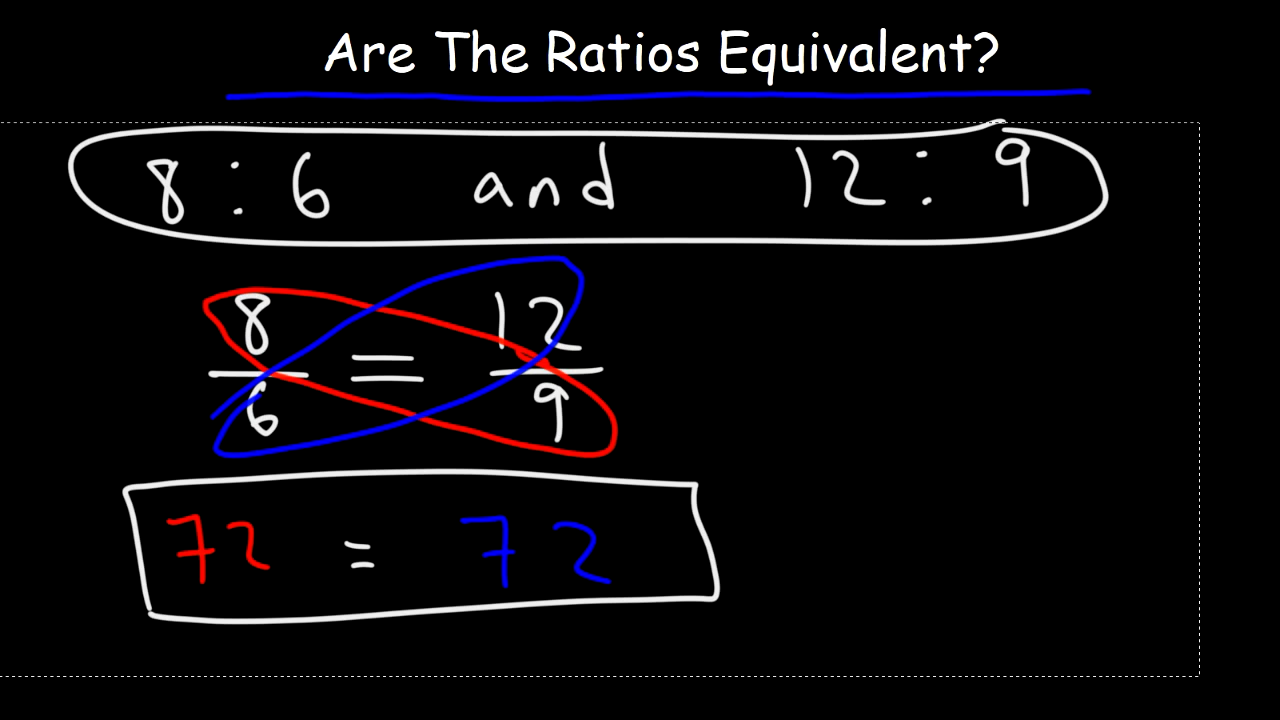 Are The Ratios Equivalent?
8 : 6 and 12 : 9
8/6 = 12/9
72 = 72